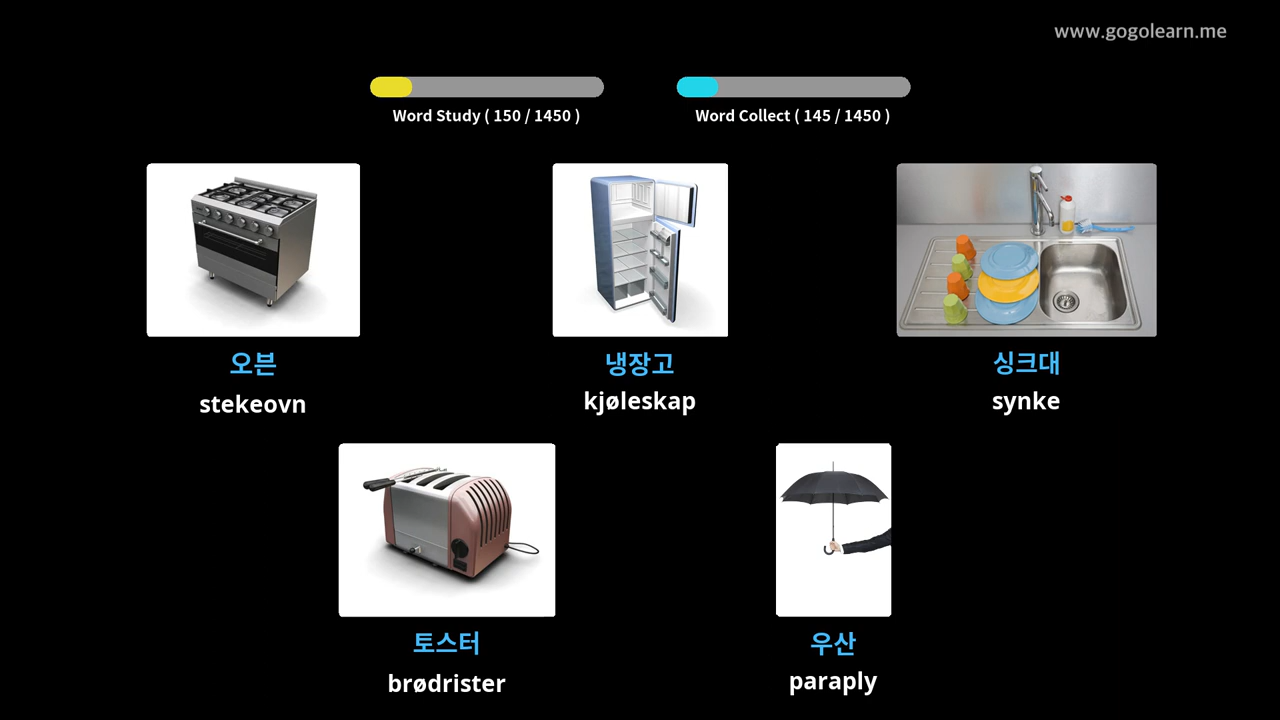 www.gogolearn.me
Word Study ( 150 / 1450 )
Word Collect ( 145 / 1450 )
오븐
냉장고
싱크대
stekeovn
kjøleskap
synke
토스터
우산
brødrister
paraply